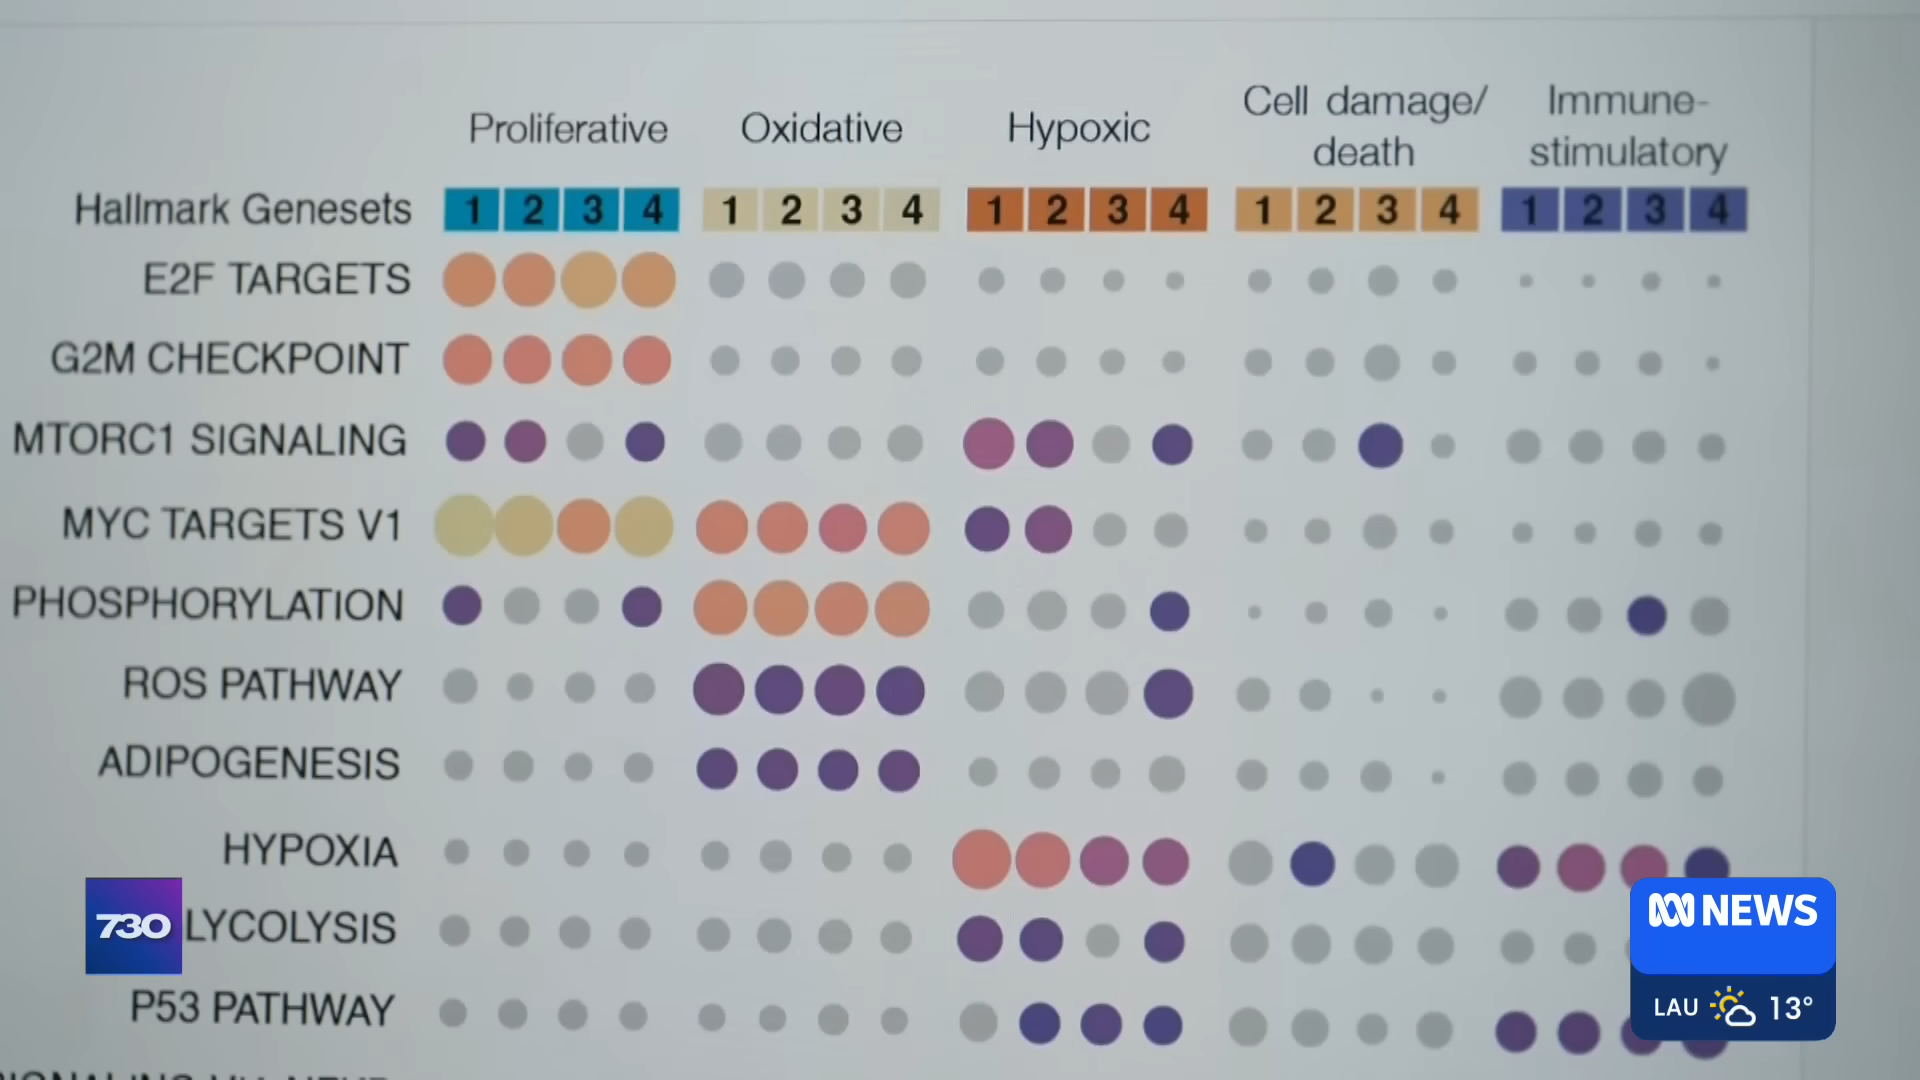 Proliferative Oxidative Hypoxic Cell damage/ death Immune- stimulatory
Hallmark Genesets 1 2 3 4 1 2 3 4 1 2 3 4 1 2 3 4 1 2 3 4
E2F TARGETS
G2M CHECKPOINT
MTORC1 SIGNALING
MYC TARGETS V1
PHOSPHORYLATION
ROS PATHWAY
ADIPOGENESIS
HYPOXIA
LYCOLYSIS
P53 PATHWAY
730
NEWS
LAU 13°